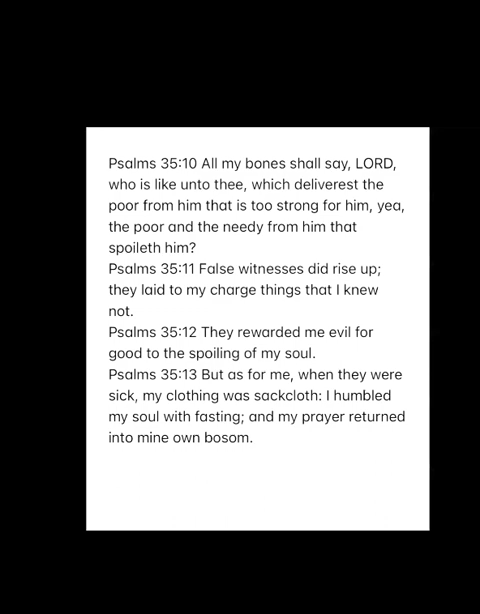 Psalms 35:10 All my bones shall say, LORD,
who is like unto thee, which deliverest the
poor from him that is too strong for him, yea,
the poor and the needy from him that
spoileth him?
Psalms 35:11 False witnesses did rise up;
they laid to my charge things that I knew
not.
Psalms 35:12 They rewarded me evil for
good to the spoiling of my soul.
Psalms 35:13 But as for me, when they were
sick, my clothing was sackcloth: I humbled
my soul with fasting; and my prayer returned
into mine own bosom.